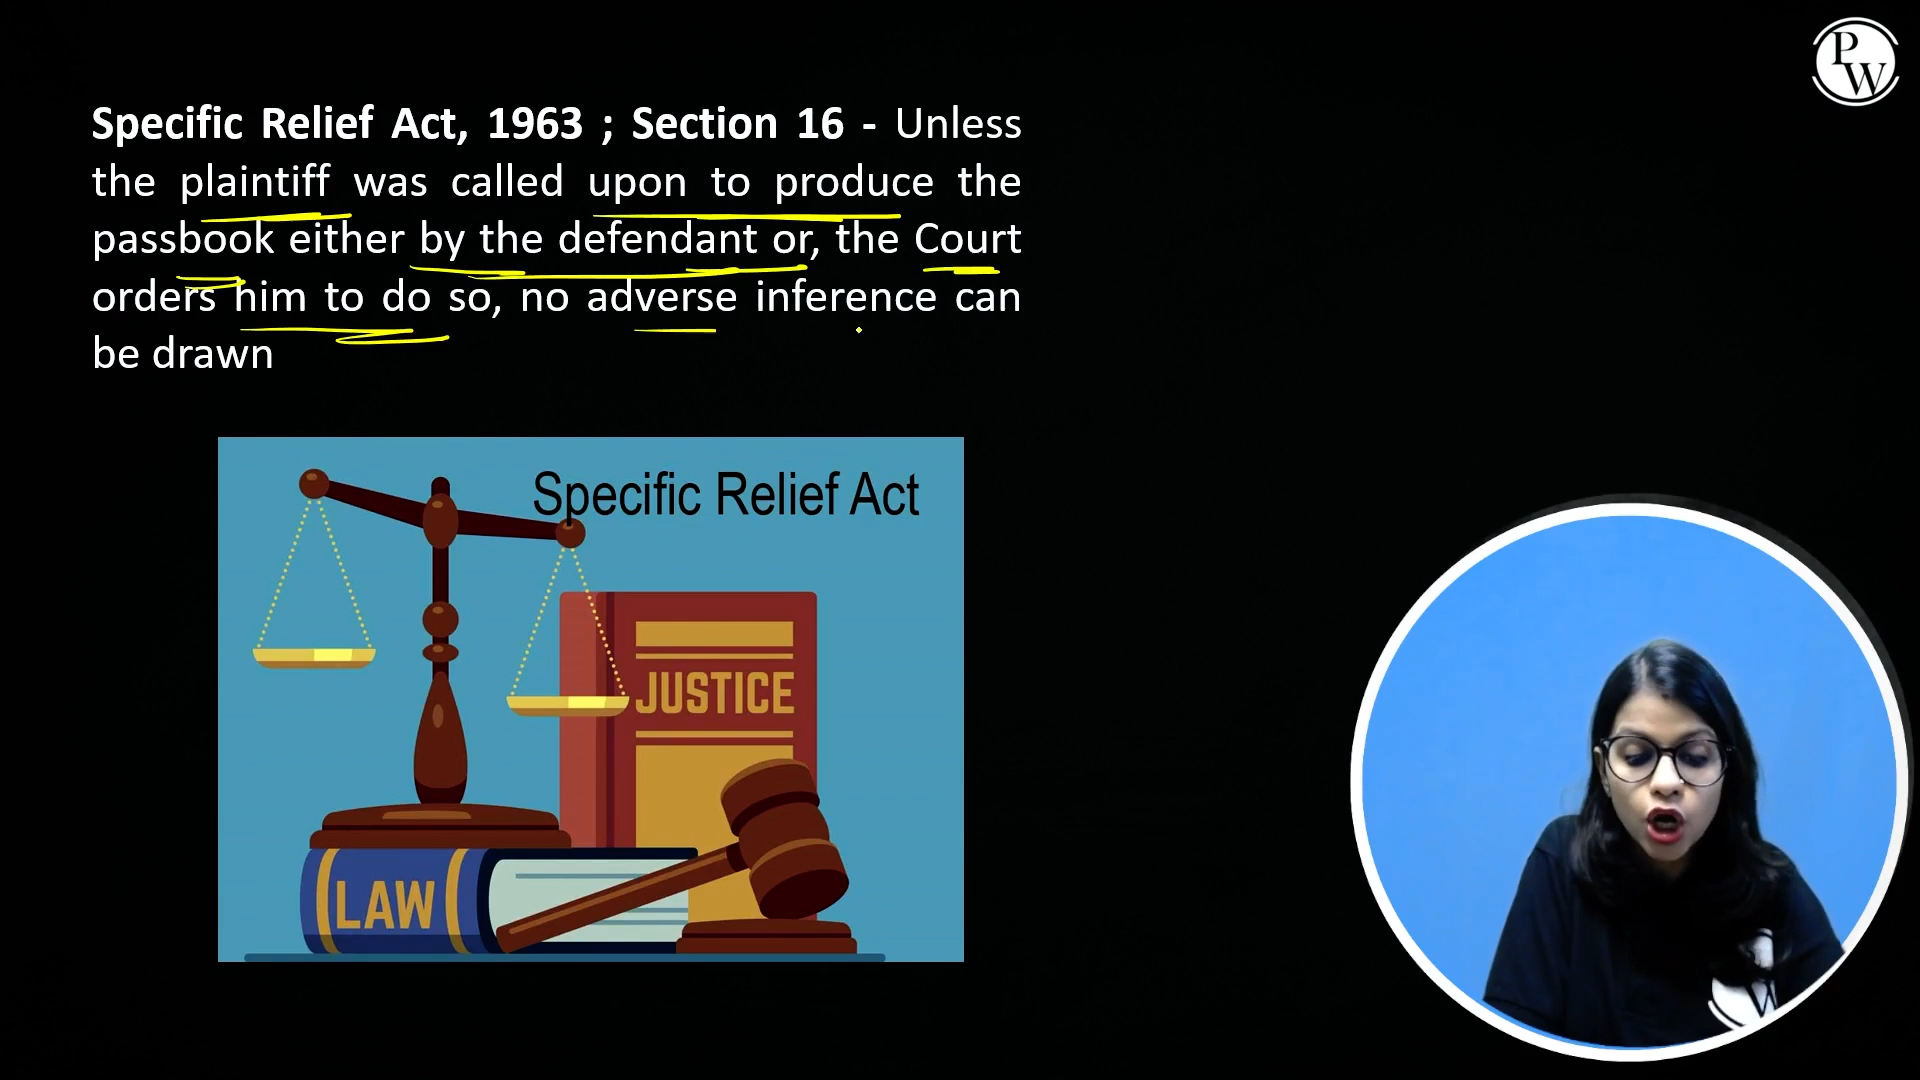 P
W
Specific Relief Act, 1963 ; Section 16 - Unless
the plaintiff was called upon to produce the
passbook either by the defendant or, the Court
orders him to do so, no adverse inference can
be drawn
Specific Relief Act
JUSTICE
LAW
W